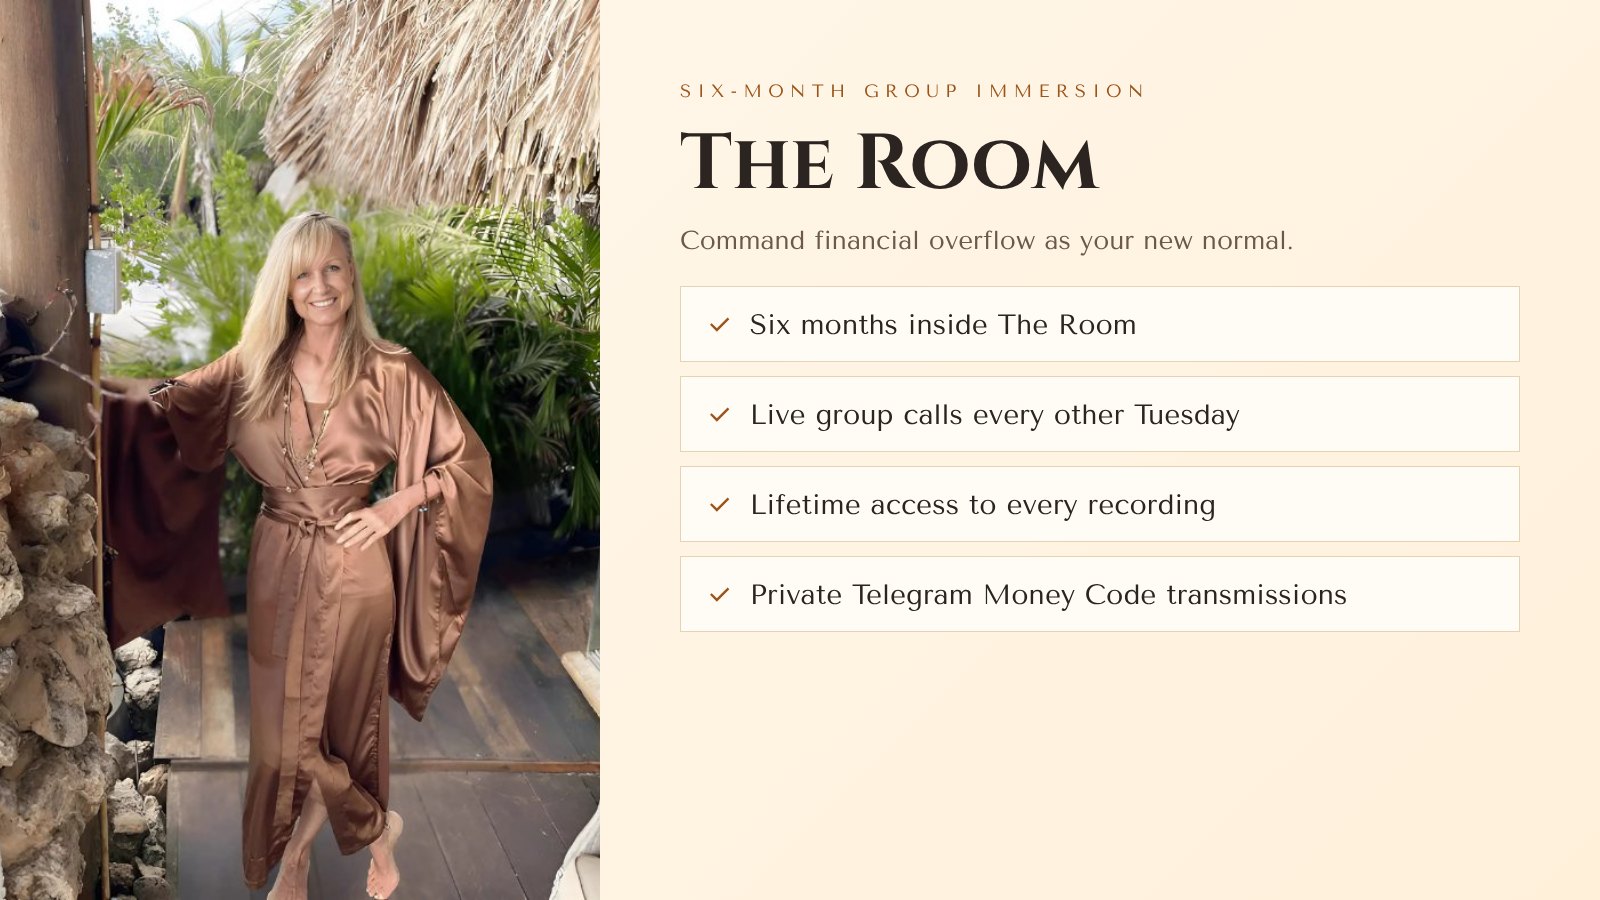 SIX-MONTH GROUP IMMERSION
The Room
Command financial overflow as your new normal.
Six months inside The Room
Live group calls every other Tuesday
Lifetime access to every recording
Private Telegram Money Code transmissions